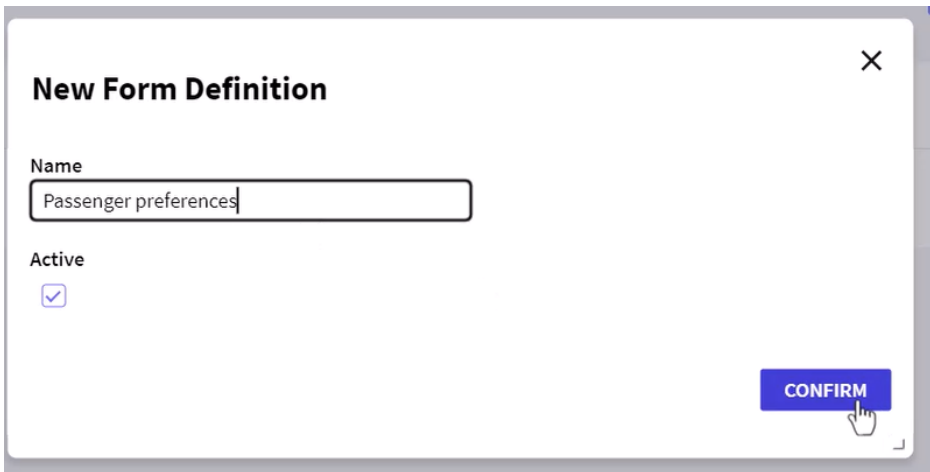 New Form Definition
Name
Passenger preferences
Active
CONFIRM